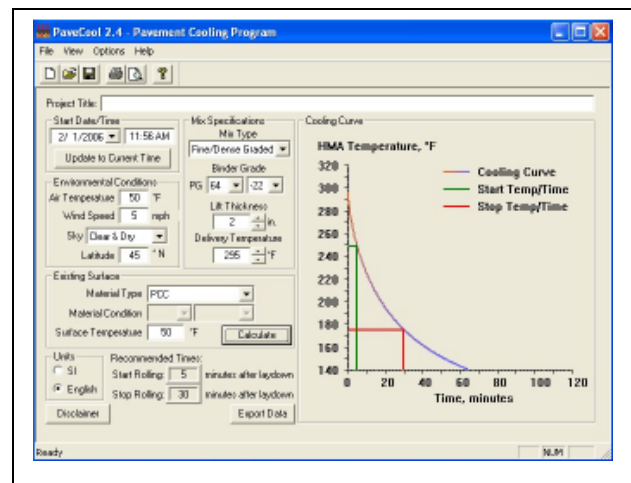 PaveCool 2.4 - Pavement Cooling Program
File View Options Help
Project Title:
Start Date/Time
2/ 1/2006 11:56 AM
Update to Current Time
Environmental Conditions
Air Temperature 50 °F
Wind Speed 5 mph
Sky Clear & Dry
Latitude 45 °N
Mix Specifications
Mix Type
Fine/Dense Graded
Binder Grade
PG 64 -22
Lift Thickness
2 in.
Delivery Temperature
295 °F
Existing Surface
Material Type PCC
Material Condition
Surface Temperature 50 °F Calculate
Units
SI
English
Recommended Times:
Start Rolling: 5 minutes after laydown
Stop Rolling: 30 minutes after laydown
Disclaimer Export Data
Cooling Curve
HMA Temperature, °F
320
300
280
260
240
220
200
180
160
140
Cooling Curve
Start Temp/Time
Stop Temp/Time
0 20 40 60 80 100 120
Time, minutes
Ready NUM